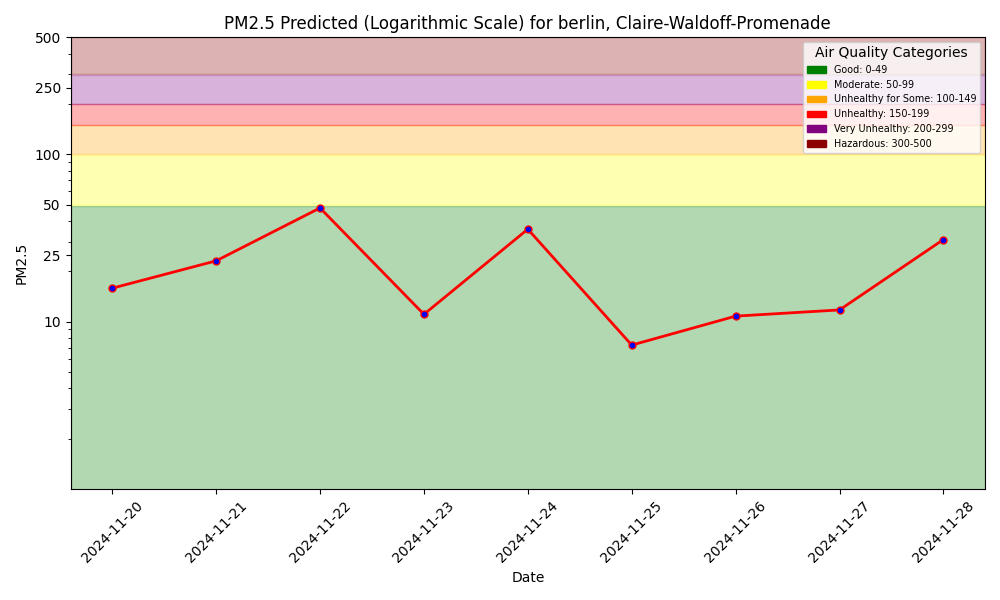 PM2.5 Predicted (Logarithmic Scale) for berlin, Claire-Waldoff-Promenade
Air Quality Categories
Good: 0-49
Moderate: 50-99
Unhealthy for Some: 100-149
Unhealthy: 150-199
Very Unhealthy: 200-299
Hazardous: 300-500
PM2.5
500
250
100
50
25
10
2024-11-20
2024-11-21
2024-11-22
2024-11-23
2024-11-24
2024-11-25
2024-11-26
2024-11-27
2024-11-28
Date